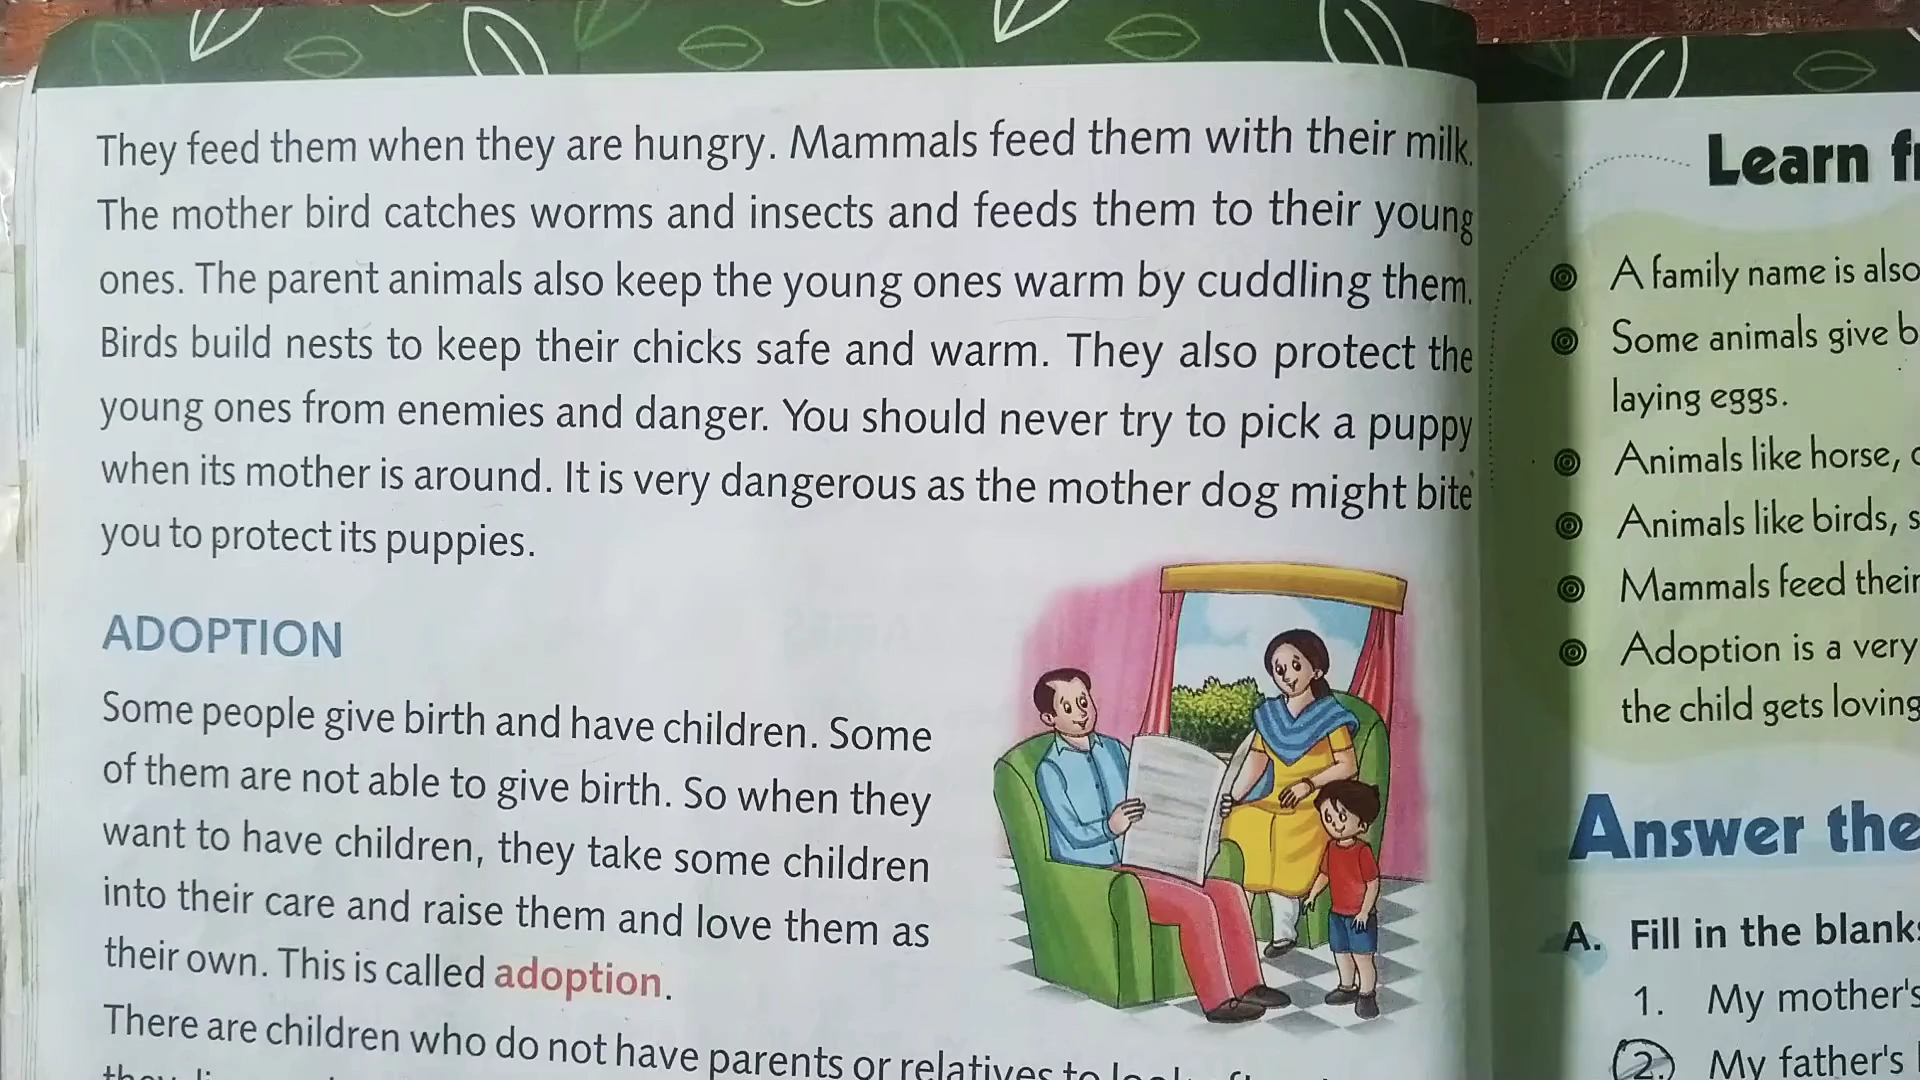 They feed them when they are hungry. Mammals feed them with their milk.
The mother bird catches worms and insects and feeds them to their young
ones. The parent animals also keep the young ones warm by cuddling them.
Birds build nests to keep their chicks safe and warm. They also protect the
young ones from enemies and danger. You should never try to pick a puppy
when its mother is around. It is very dangerous as the mother dog might bite
you to protect its puppies.
ADOPTION
Some people give birth and have children. Some
of them are not able to give birth. So when they
want to have children, they take some children
into their care and raise them and love them as
their own. This is called adoption.
There are children who do not have parents or relatives to
Learn
A family name is also
Some animals give
laying eggs.
Animals like horse,
Animals like birds,
Mammals feed their
Adoption is a very
the child gets loving
Answer the
A. Fill in the blanks
1. My mother's
2. My father's